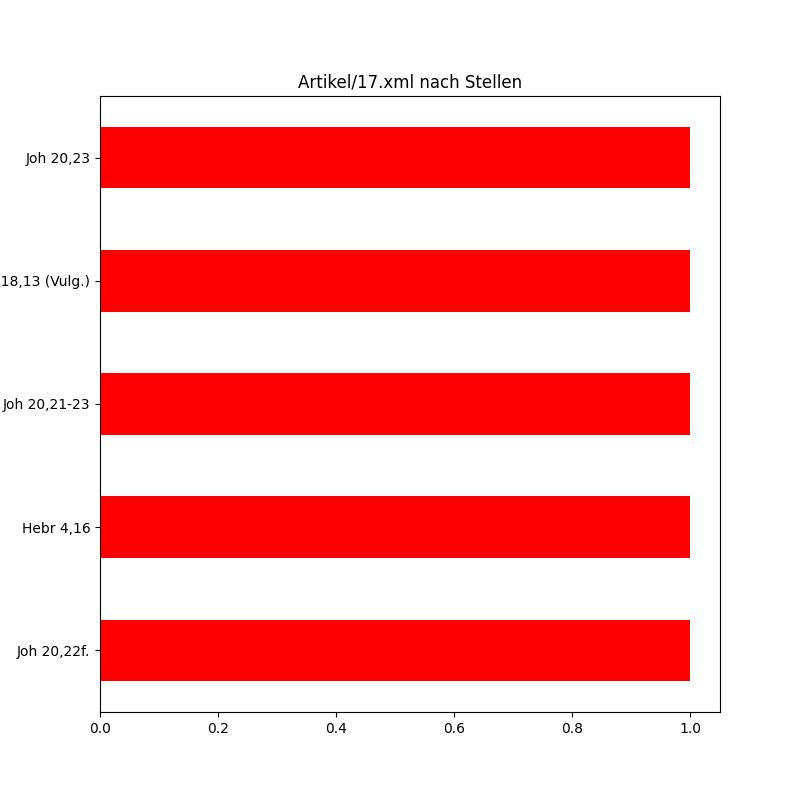 Artikel/17.xml nach Stellen
Joh 20,23
18,13 (Vulg.)
Joh 20,21-23
Hebr 4,16
Joh 20,22f.
0.0 0.2 0.4 0.6 0.8 1.0